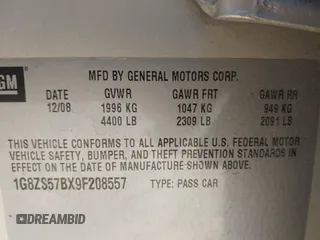 GM
MFD BY GENERAL MOTORS CORP.
DATE GVWR GAWR FRT GAWR RR
12/08 1996 KG 1047 KG 949 KG
4400 LB 2309 LB 2091 LB
THIS VEHICLE CONFORMS TO ALL APPLICABLE U.S. FEDERAL MOTOR
VEHICLE SAFETY, BUMPER, AND THEFT PREVENTION STANDARDS IN
EFFECT ON THE DATE OF MANUFACTURE SHOWN ABOVE.
1G8ZS57BX9F208557 TYPE: PASS CAR
DEALERSHIP